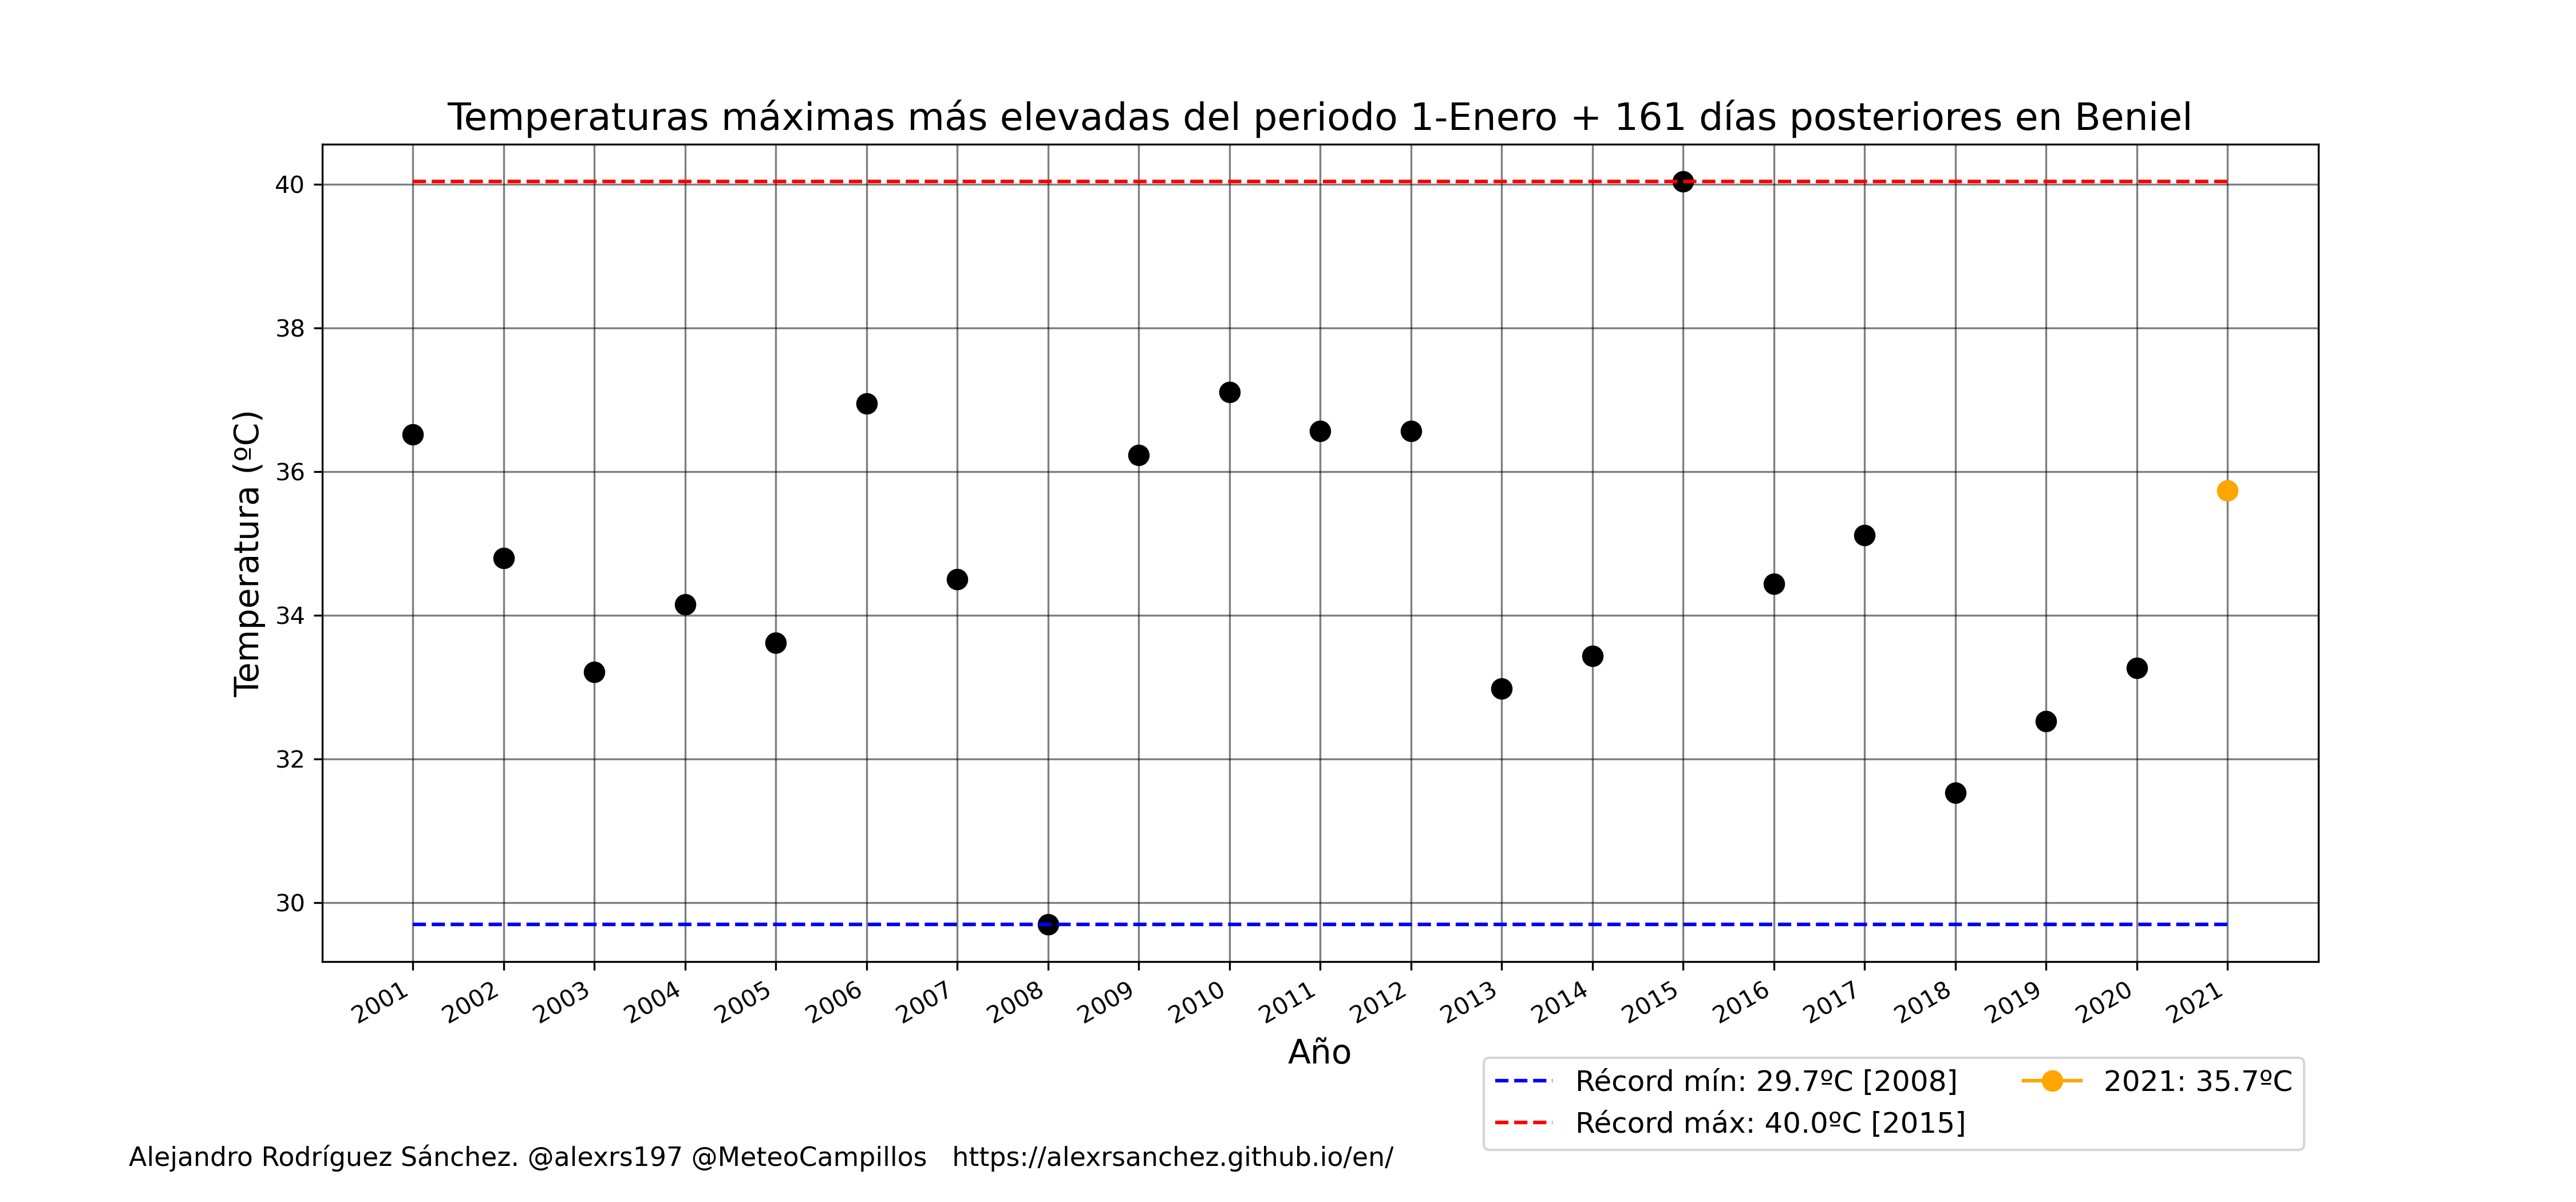 Temperaturas máximas más elevadas del periodo 1-Enero + 161 días posteriores en Beniel
Temperatura (ºC)
40
38
36
34
32
30
2001 2002 2003 2004 2005 2006 2007 2008 2009 2010 2011 2012 2013 2014 2015 2016 2017 2018 2019 2020 2021
Año
Récord mín: 29.7ºC [2008]
Récord máx: 40.0ºC [2015]
2021: 35.7ºC
Alejandro Rodríguez Sánchez. @alexrs197 @MeteoCampillos https://alexrsanchez.github.io/en/